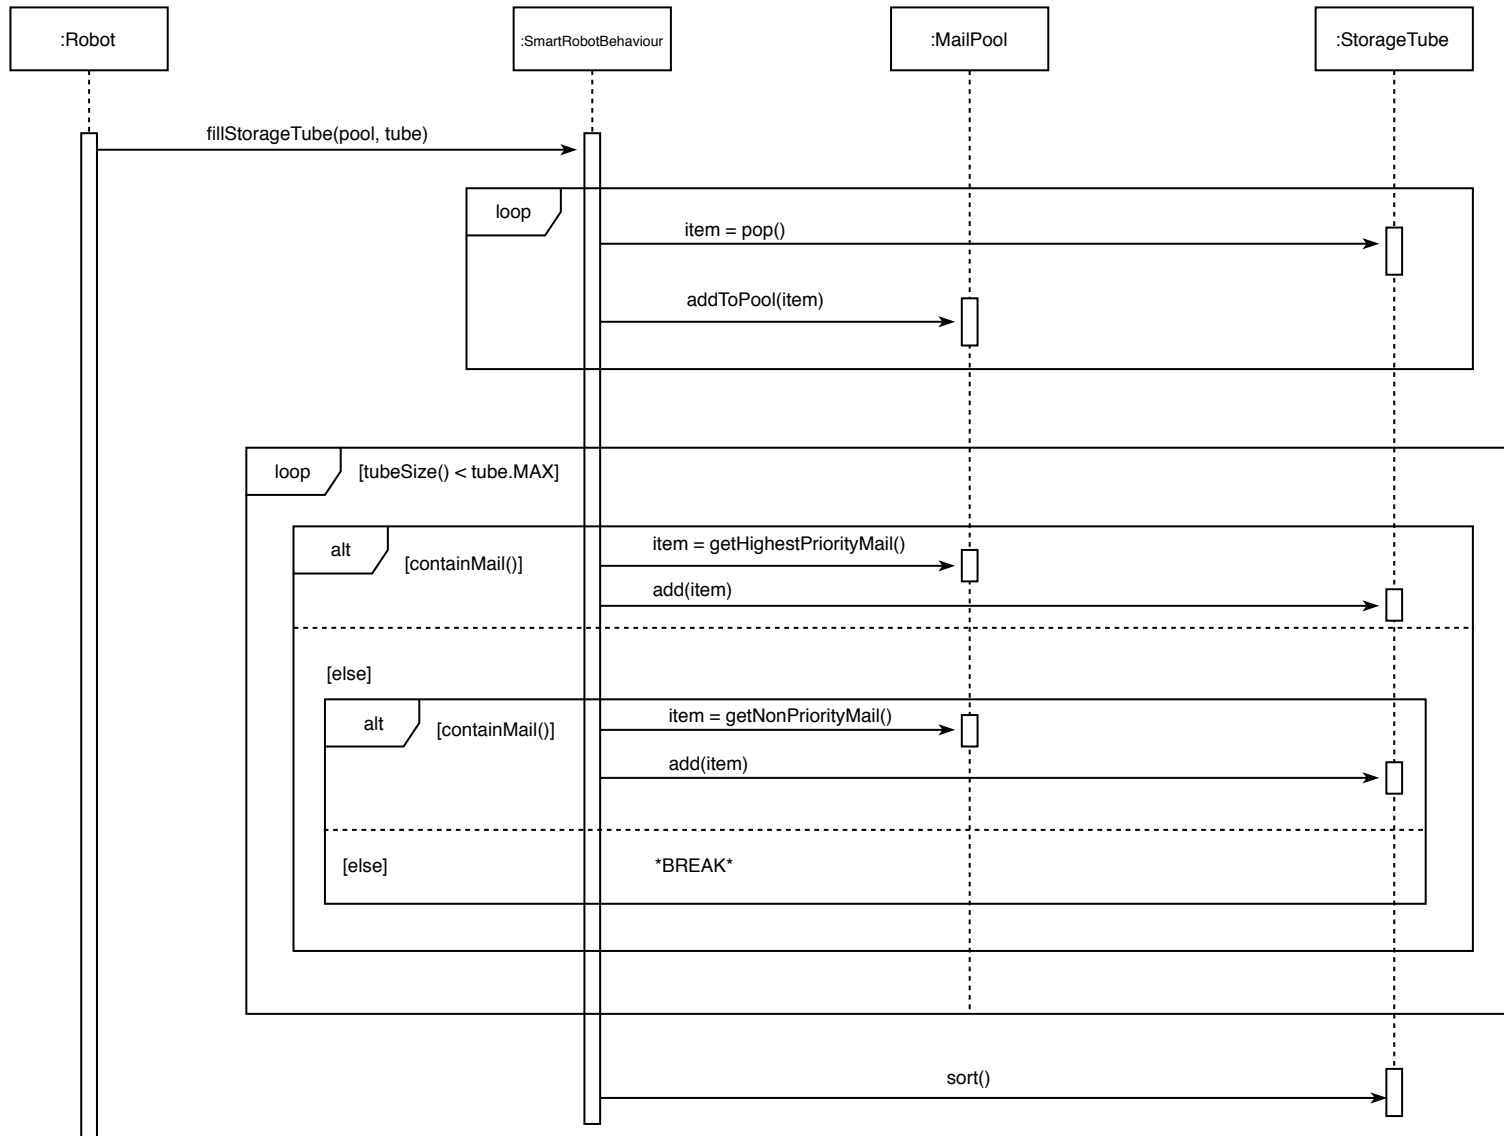 :Robot
:SmartRobotBehaviour
:MailPool
:StorageTube
fillStorageTube(pool, tube)
loop
item = pop()
addToPool(item)
loop
[tubeSize() < tube.MAX]
alt
[containMail()]
item = getHighestPriorityMail()
add(item)
[else]
alt
[containMail()]
item = getNonPriorityMail()
add(item)
[else]
*BREAK*
sort()